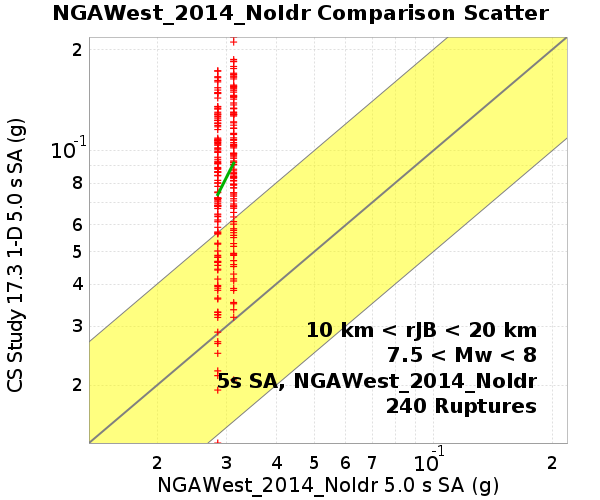 NGAWest_2014_NoIdr Comparison Scatter
CS Study 17.3 1-D 5.0 s SA (g)
2
10-1
8
6
5
4
3
2
10 km < rJB < 20 km
7.5 < Mw < 8
5s SA, NGAWest_2014_NoIdr
240 Ruptures
2 3 4 5 6 7 10-1 2
NGAWest_2014_NoIdr 5.0 s SA (g)